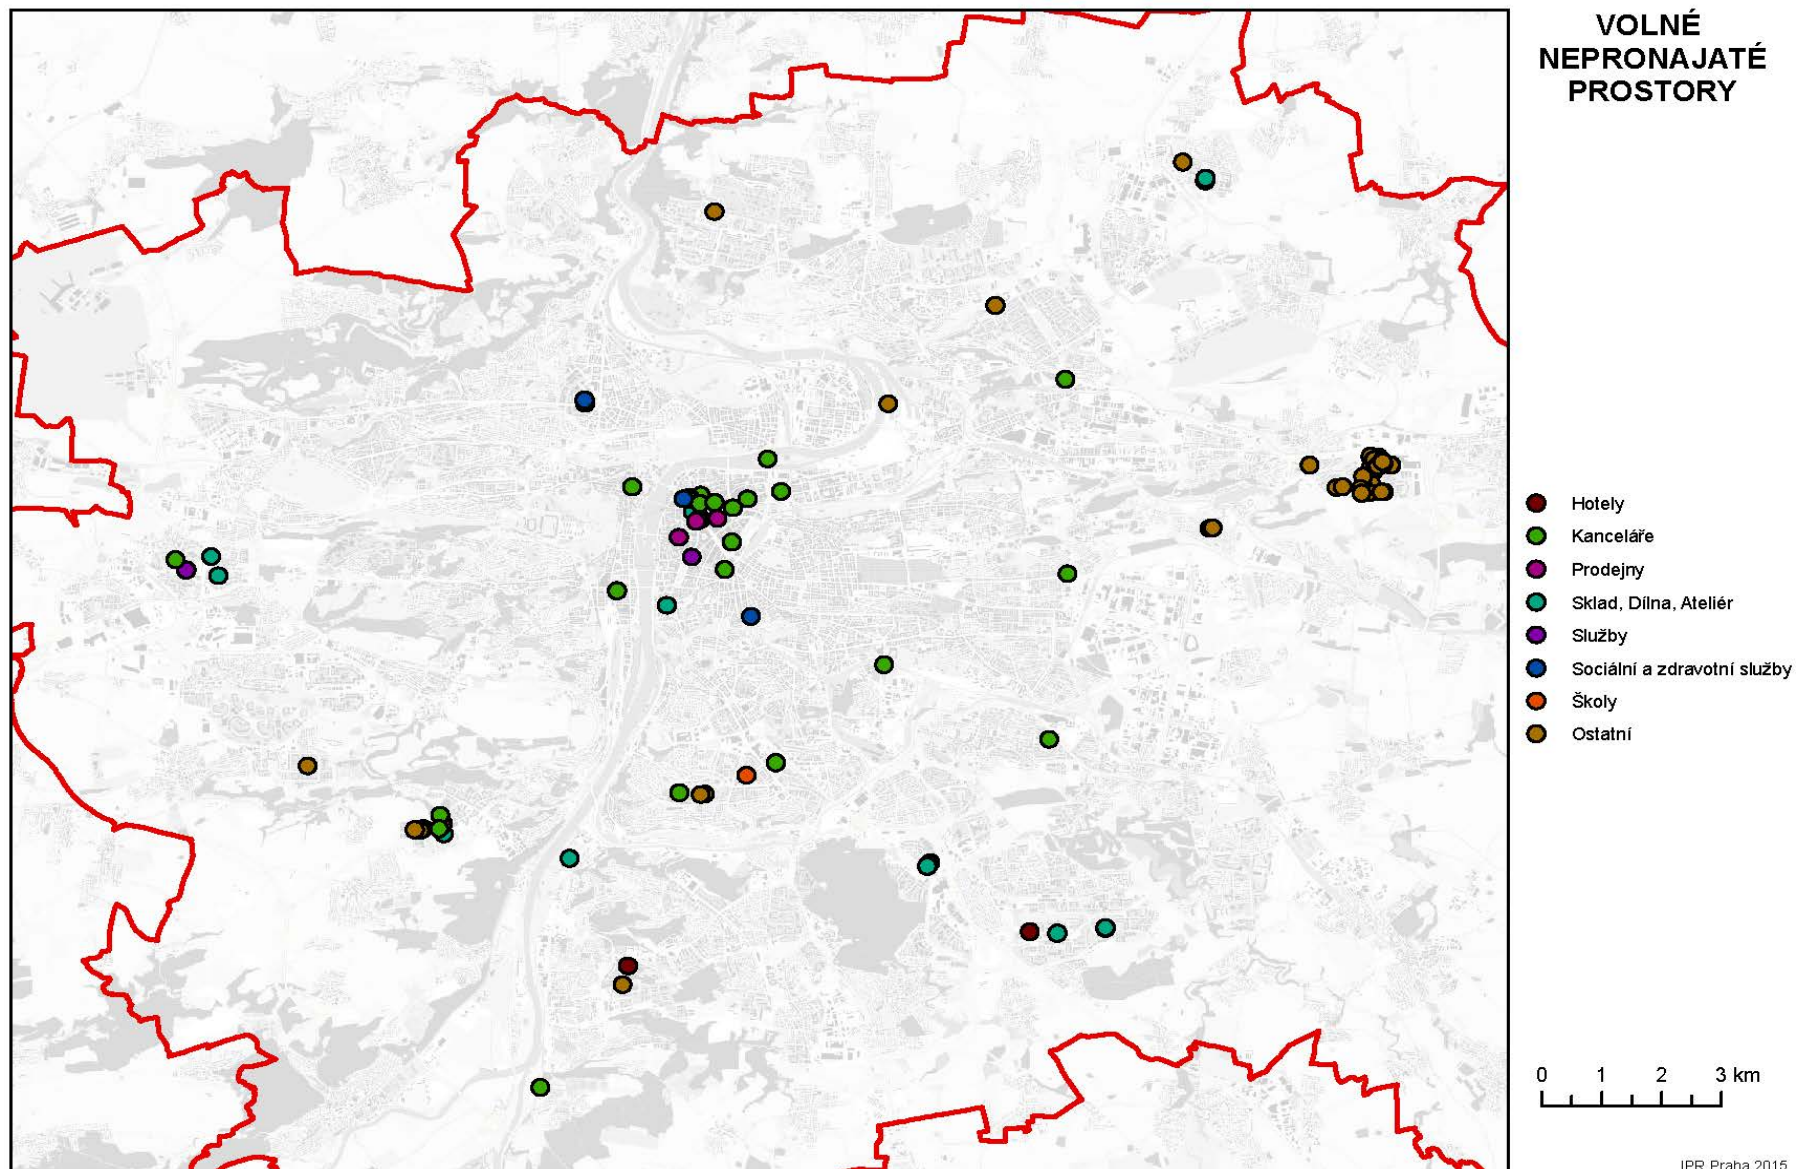 VOLNÉ
NEPRONAJATÉ
PROSTORY
Hotely
Kanceláře
Prodejny
Sklad, Dílna, Ateliér
Služby
Sociální a zdravotní služby
Školy
Ostatní
0 1 2 3 km
IPR Praha 2015